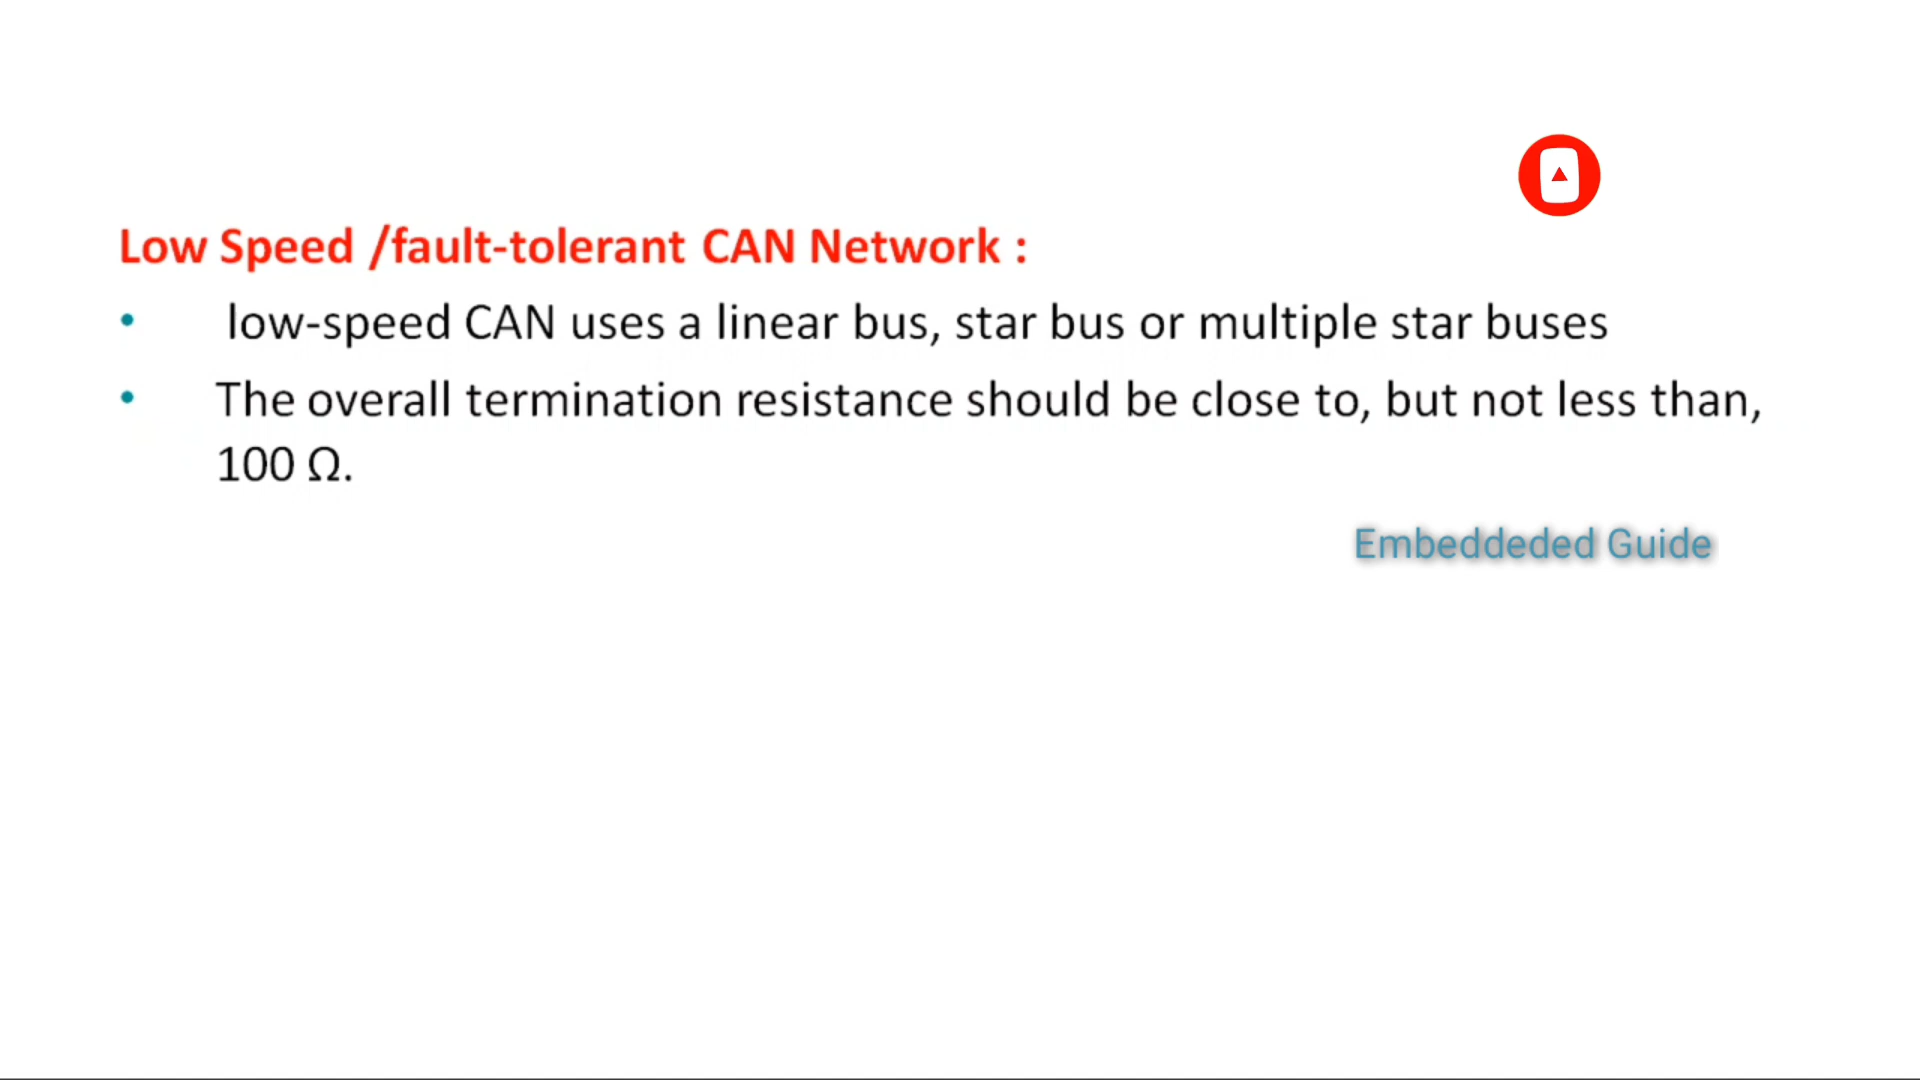 Low Speed /fault-tolerant CAN Network :
• low-speed CAN uses a linear bus, star bus or multiple star buses
• The overall termination resistance should be close to, but not less than,
100 Ω.
Embeddeded Guide